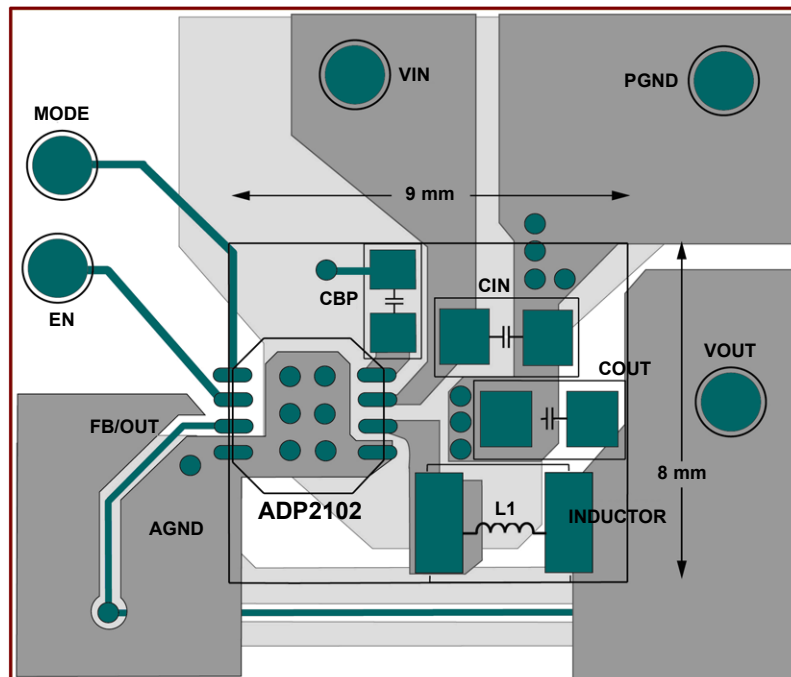 VIN
PGND
MODE
9 mm
EN
CBP
CIN
COUT
VOUT
FB/OUT
8 mm
ADP2102
L1
INDUCTOR
AGND